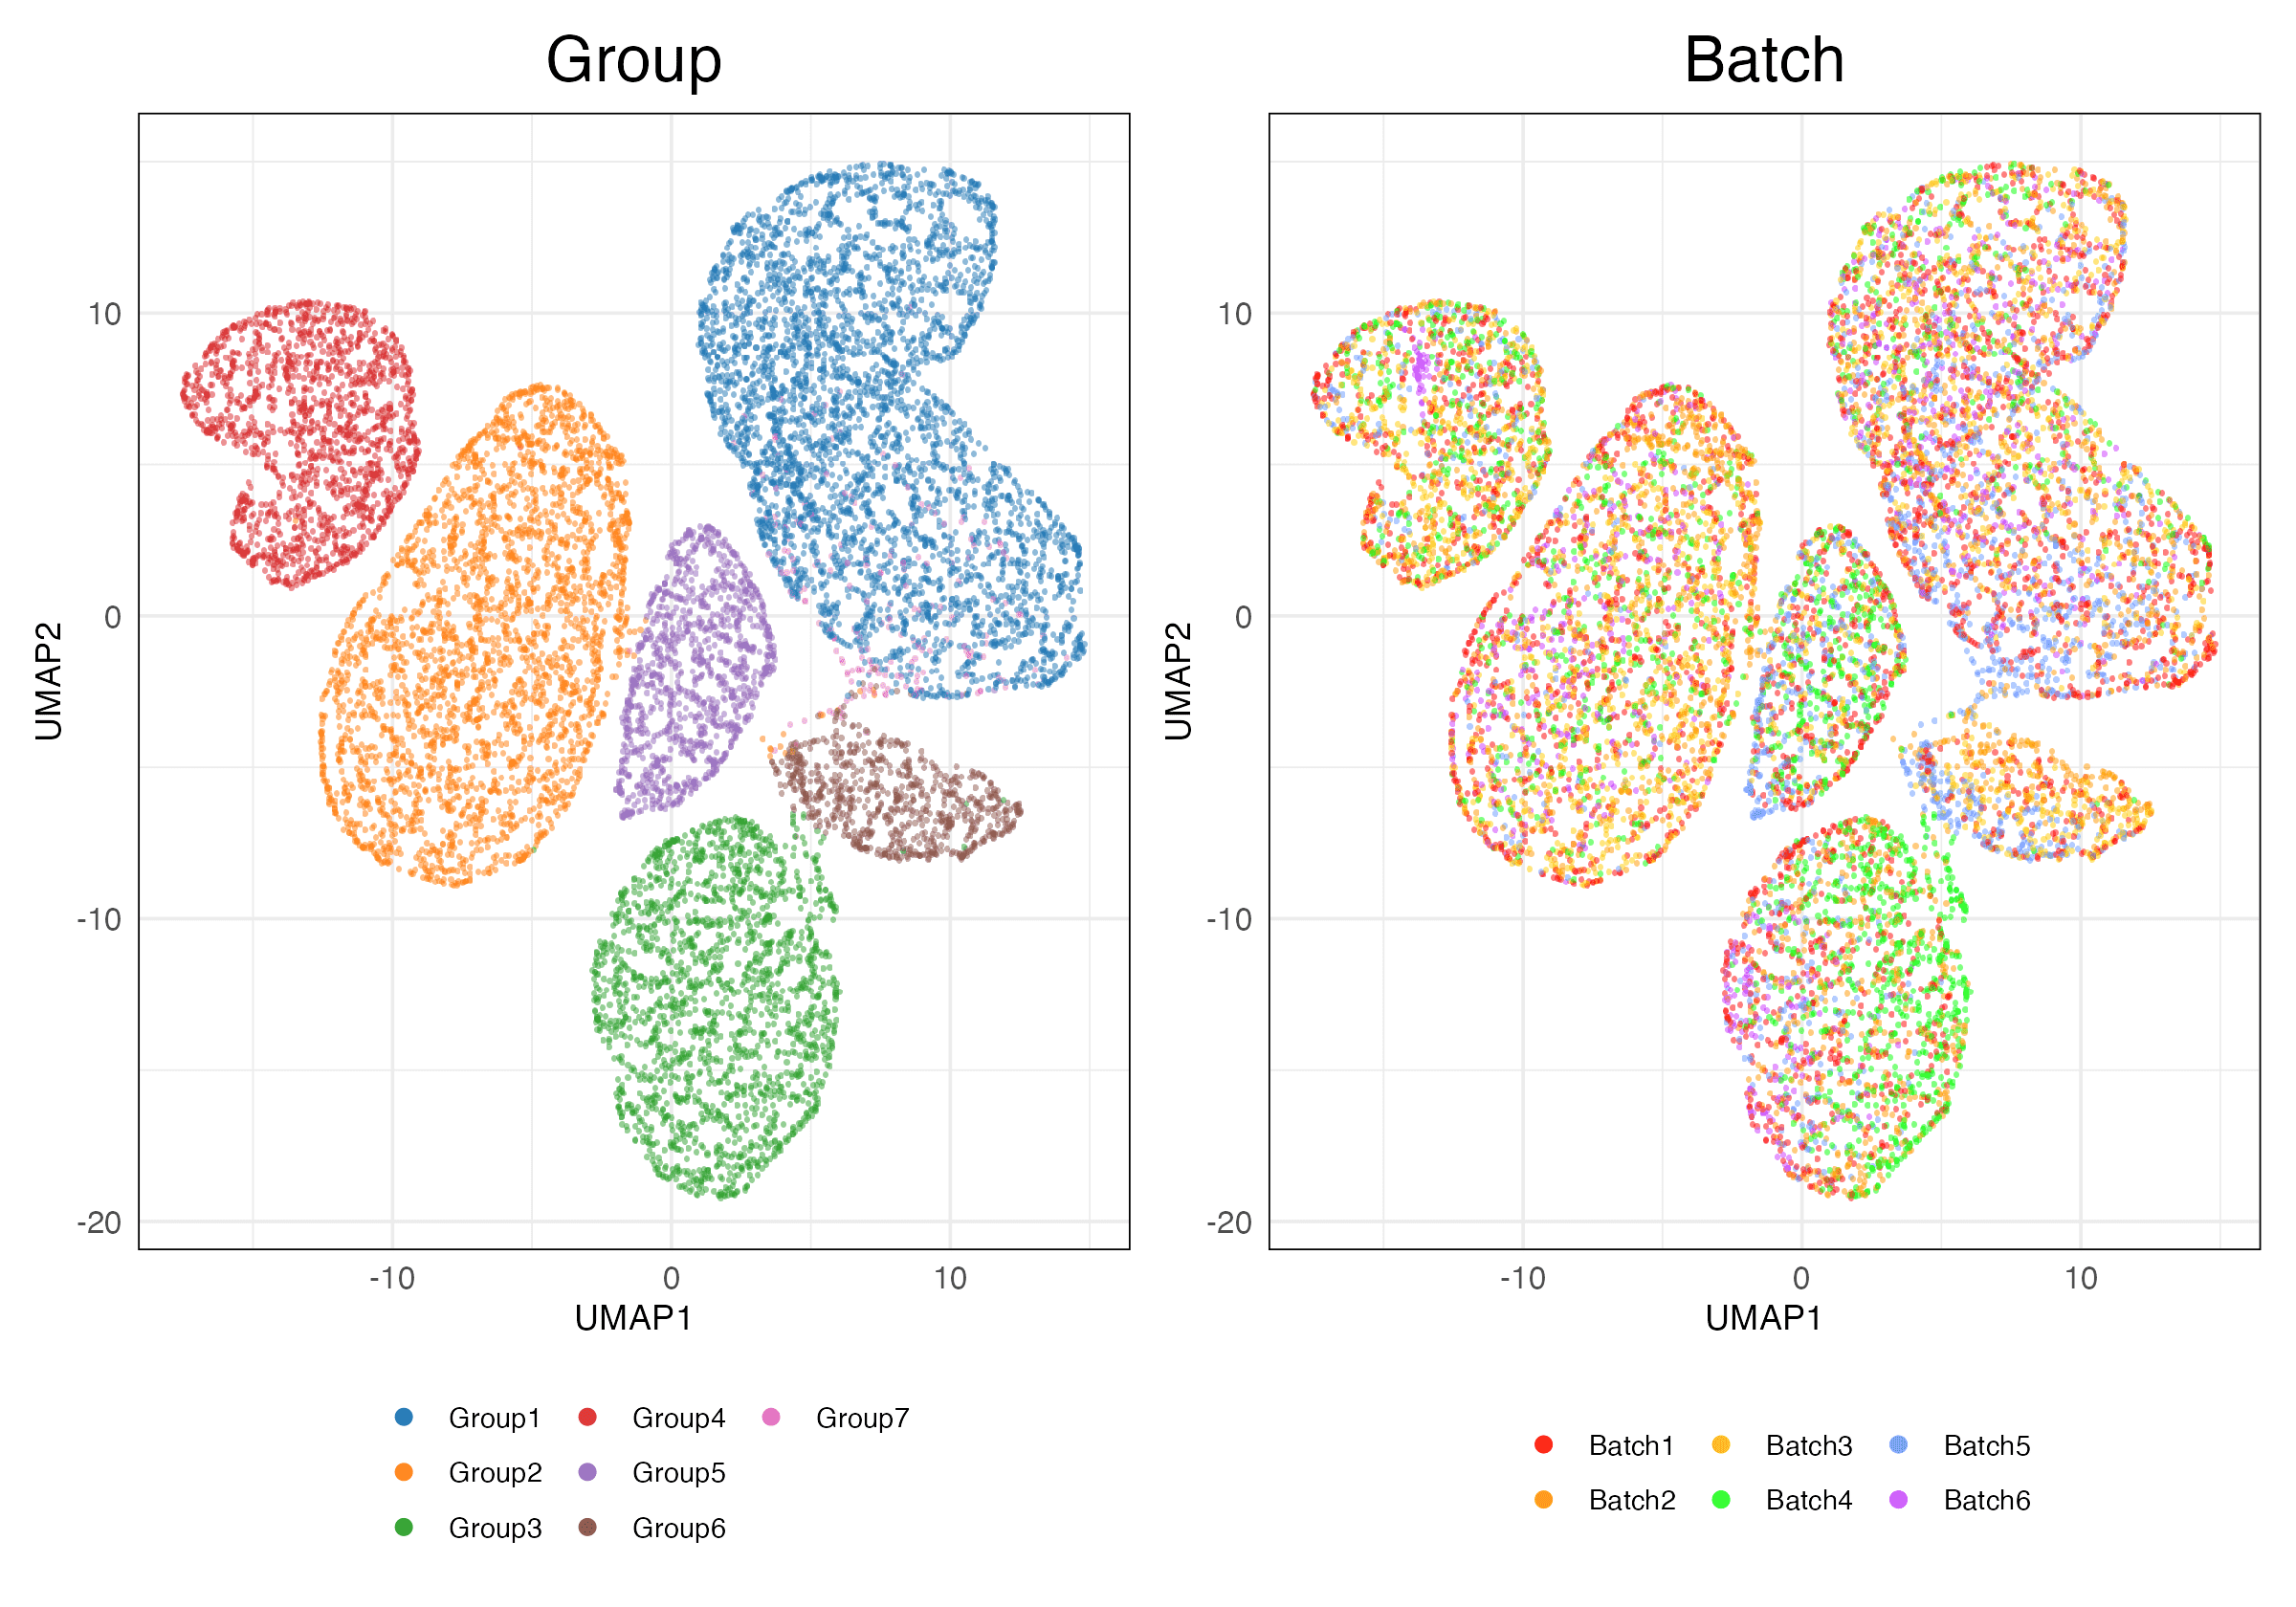 Group
Batch
10
0
-10
-20
UMAP2
-10 0 10
UMAP1
10
0
-10
-20
UMAP2
-10 0 10
UMAP1
Group1 Group4 Group7
Group2 Group5
Group3 Group6
Batch1 Batch3 Batch5
Batch2 Batch4 Batch6